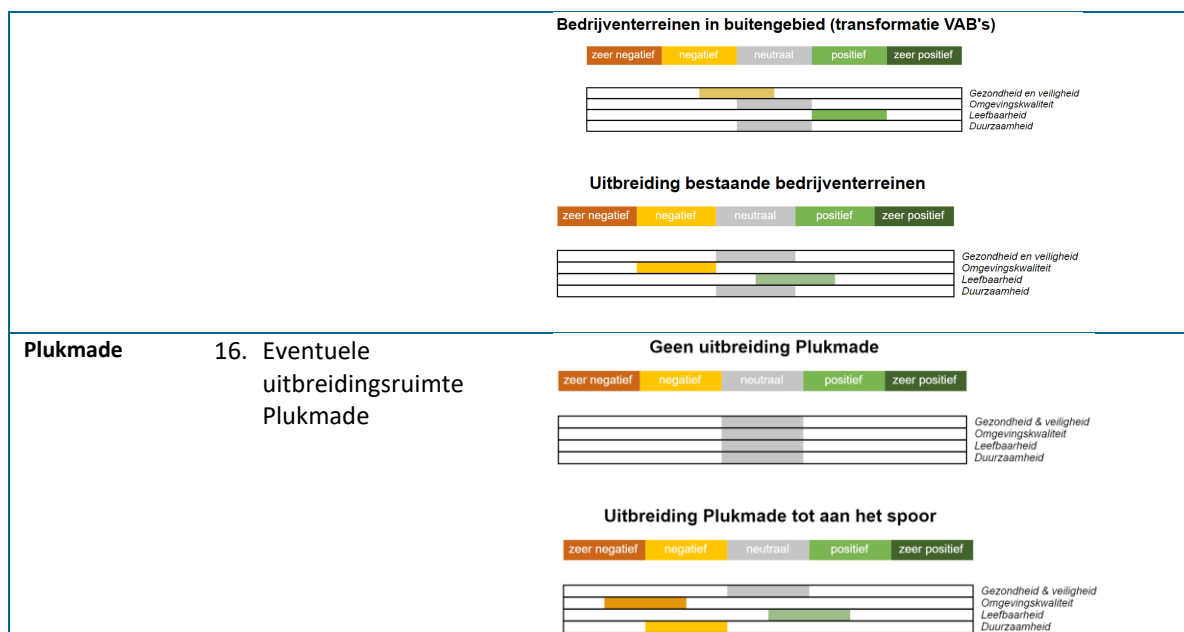 Bedrijventerreinen in buitengebied (transformatie VAB's)
zeer negatief negatief neutraal positief zeer positief
Gezondheid en veiligheid
Omgevingskwaliteit
Leefbaarheid
Duurzaamheid
Uitbreiding bestaande bedrijventerreinen
zeer negatief negatief neutraal positief zeer positief
Gezondheid en veiligheid
Omgevingskwaliteit
Leefbaarheid
Duurzaamheid
Plukmade
16. Eventuele
uitbreidingsruimte
Plukmade
Geen uitbreiding Plukmade
zeer negatief negatief neutraal positief zeer positief
Gezondheid & veiligheid
Omgevingskwaliteit
Leefbaarheid
Duurzaamheid
Uitbreiding Plukmade tot aan het spoor
zeer negatief negatief neutraal positief zeer positief
Gezondheid & veiligheid
Omgevingskwaliteit
Leefbaarheid
Duurzaamheid